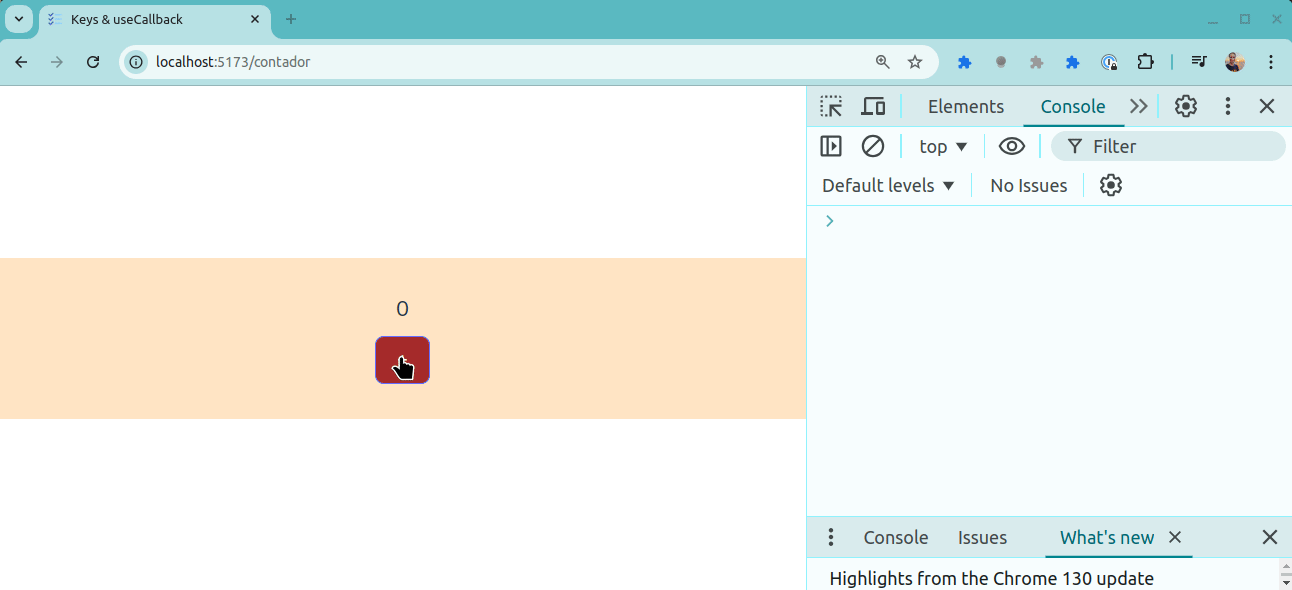 Keys & useCallback
localhost:5173/contador
Elements Console
top Filter
Default levels No Issues
0
Console Issues What's new
Highlights from the Chrome 130 update